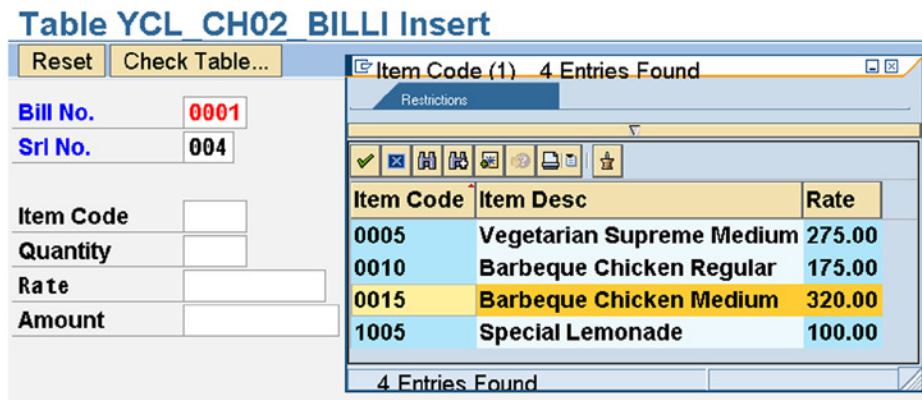 Table YCL_CH02_BILLI Insert
Reset Check Table...
Bill No. 0001
Srl No. 004
Item Code
Quantity
Rate
Amount
Item Code (1) 4 Entries Found
Restrictions
Item Code Item Desc Rate
0005 Vegetarian Supreme Medium 275.00
0010 Barbeque Chicken Regular 175.00
0015 Barbeque Chicken Medium 320.00
1005 Special Lemonade 100.00
4 Entries Found